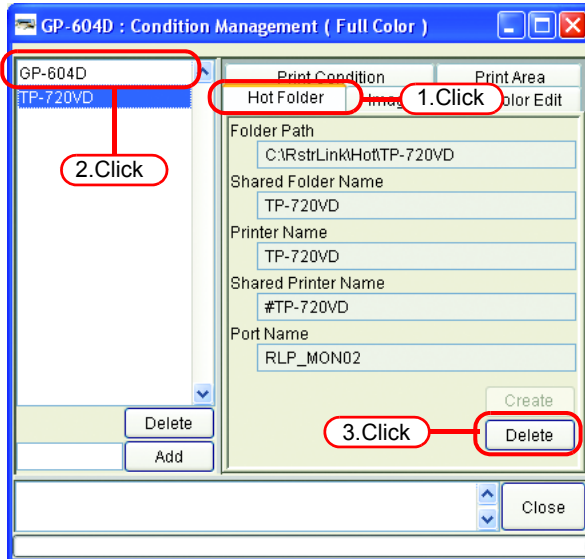 GP-604D : Condition Management ( Full Color )
GP-604D
TP-720VD
2.Click
Print Condition
Print Area
Hot Folder
1.Click
olor Edit
Folder Path
C:\RstrLink\Hot\TP-720VD
Shared Folder Name
TP-720VD
Printer Name
TP-720VD
Shared Printer Name
#TP-720VD
Port Name
RLP_MON02
Create
3.Click
Delete
Delete
Add
Close